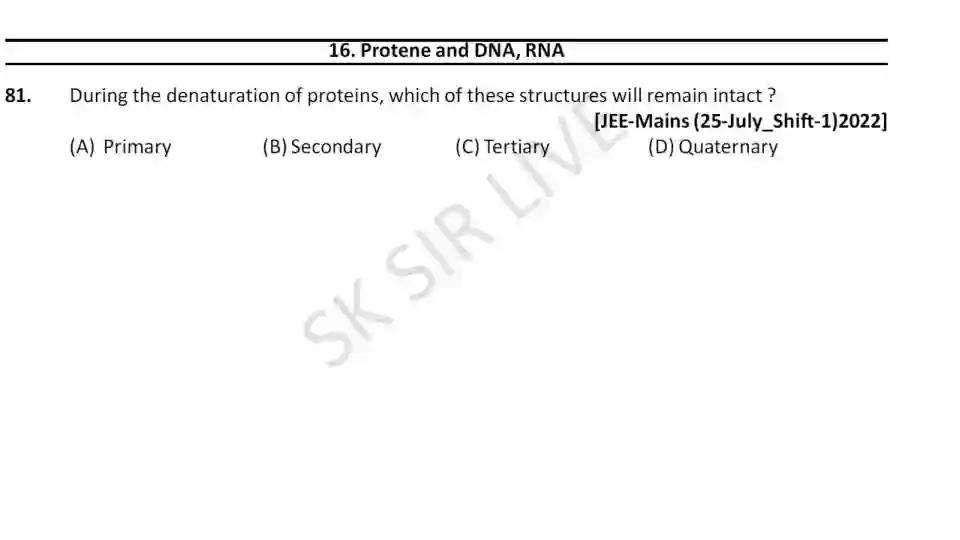 16. Protene and DNA, RNA
81. During the denaturation of proteins, which of these structures will remain intact ?
[JEE-Mains (25-July_Shift-1)2022]
(A) Primary (B) Secondary (C) Tertiary (D) Quaternary
SK SIR LIVE